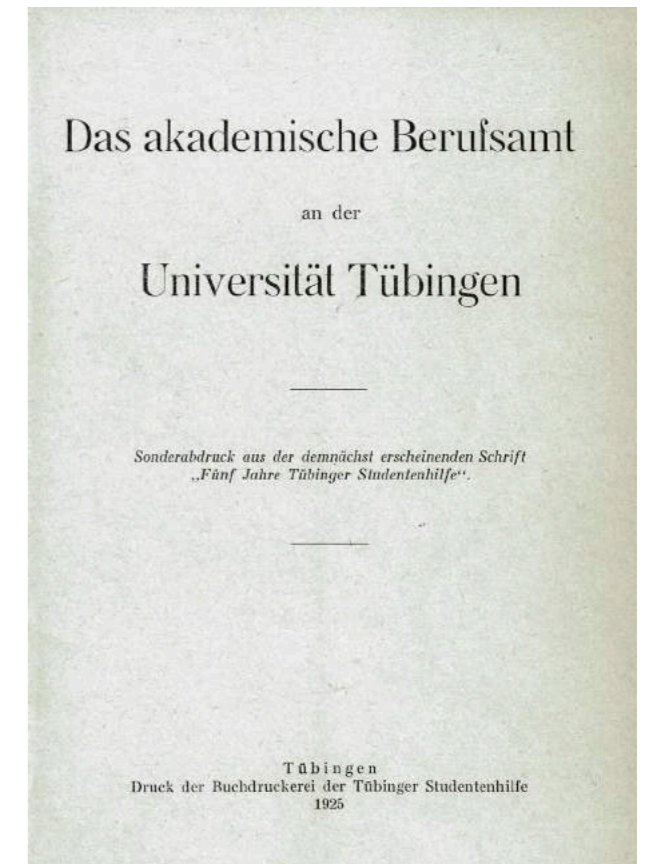 Das akademische Berufsamt
an der
Universität Tübingen
Sonderabdruck aus der demnächst erscheinenden Schrift
„Fünf Jahre Tübinger Studentenhilfe“.
Tübingen
Druck der Buchdruckerei der Tübinger Studentenhilfe
1925